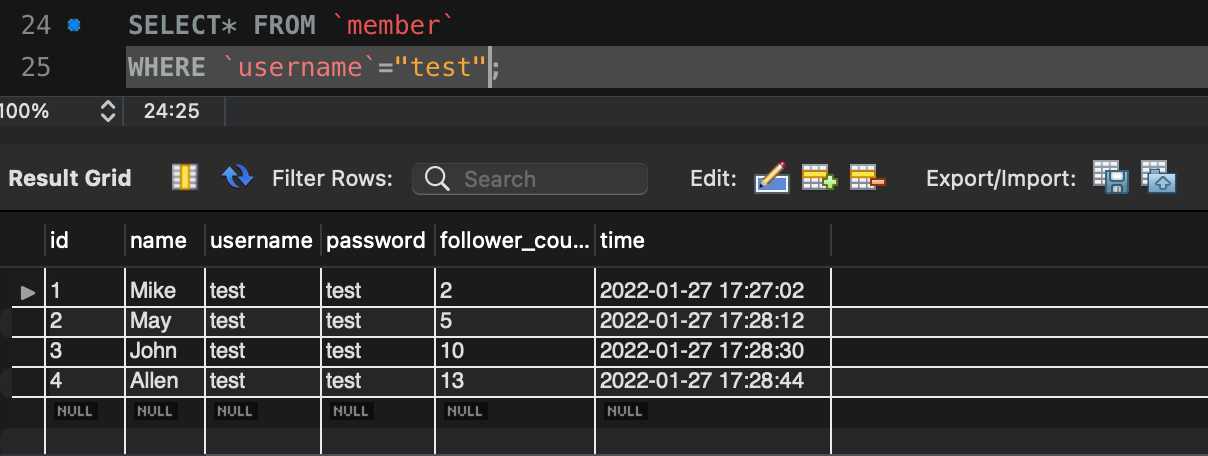 24 SELECT* FROM `member`
25 WHERE `username`="test";
100% 24:25
Result Grid Filter Rows: Search Edit: Export/Import:
id name username password follower_cou... time
1 Mike test test 2 2022-01-27 17:27:02
2 May test test 5 2022-01-27 17:28:12
3 John test test 10 2022-01-27 17:28:30
4 Allen test test 13 2022-01-27 17:28:44
NULL NULL NULL NULL NULL NULL